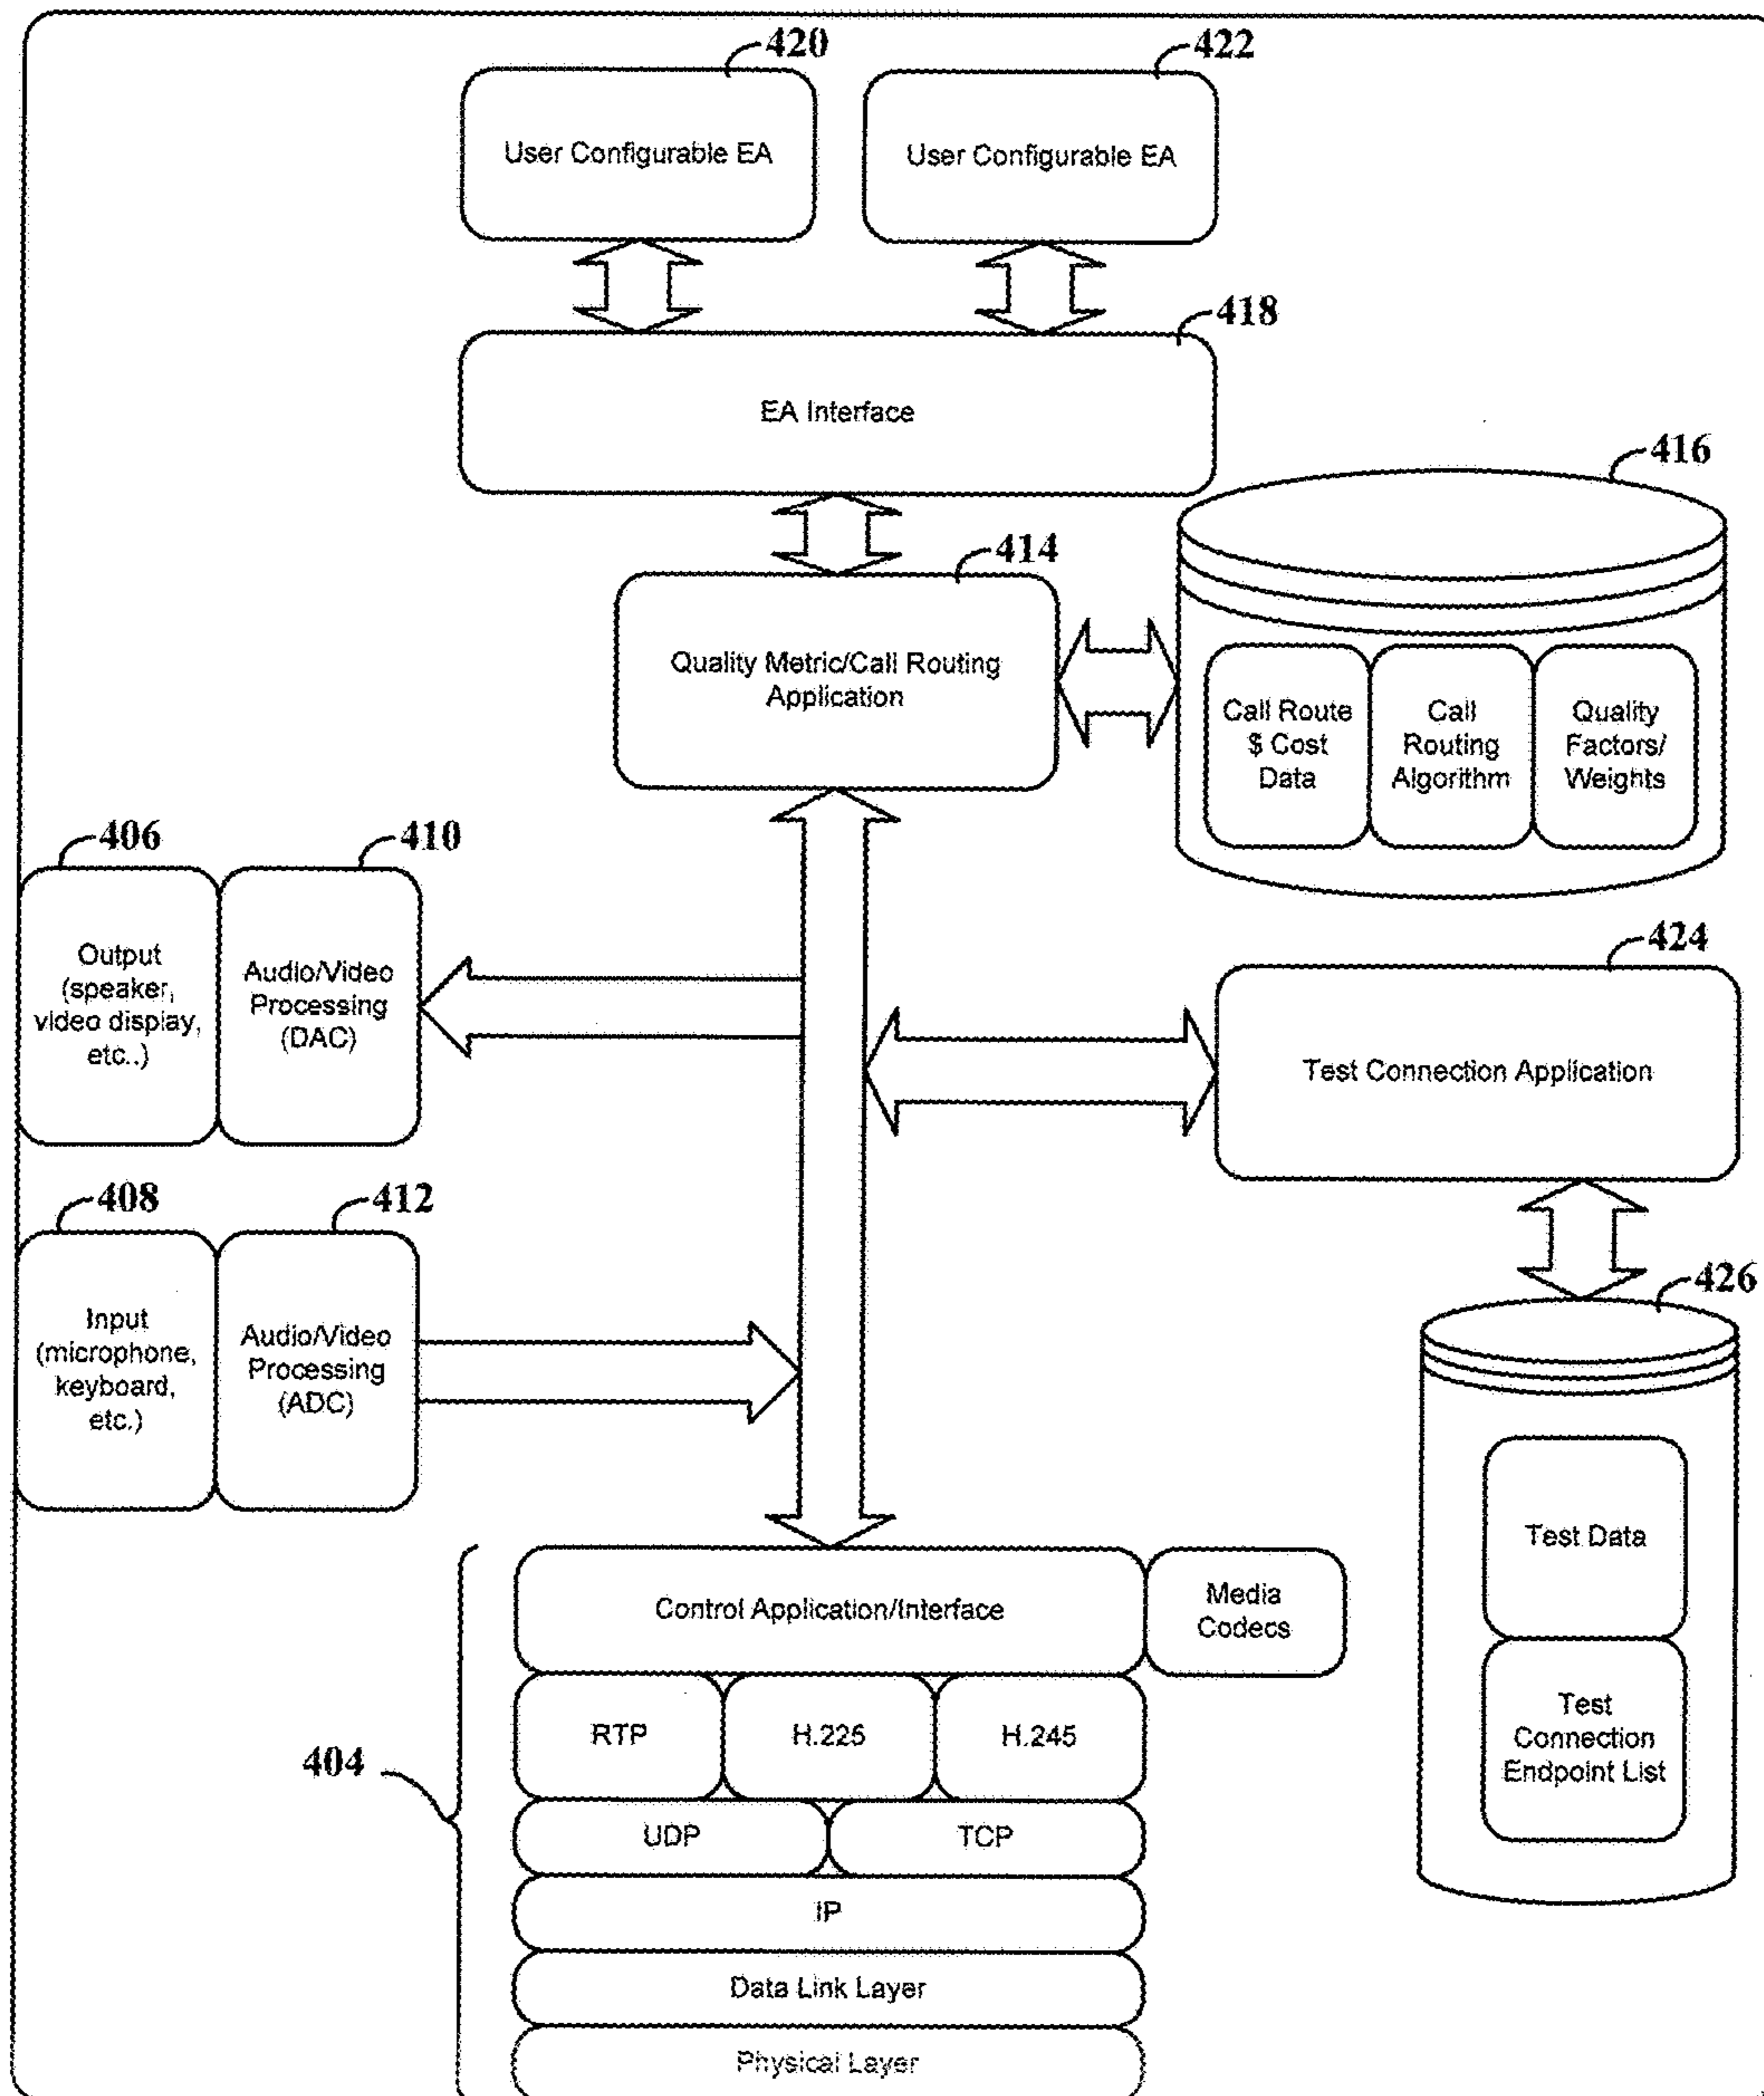 420
422
User Configurable EA
User Configurable EA
418
EA Interface
416
414
Quality Metric/Call Routing
Application
Call Route
$ Cost
Data
Call
Routing
Algorithm
Quality
Factors/
Weights
406
410
Output
(speaker,
video display,
etc..)
Audio/Video
Processing
(DAC)
424
Test Connection Application
408
412
Input
(microphone,
keyboard,
etc.)
Audio/Video
Processing
(ADC)
426
Test Data
Test
Connection
Endpoint List
Control Application/Interface
Media
Codecs
RTP
H.225
H.245
404
UDP
TCP
IP
Data Link Layer
Physical Layer